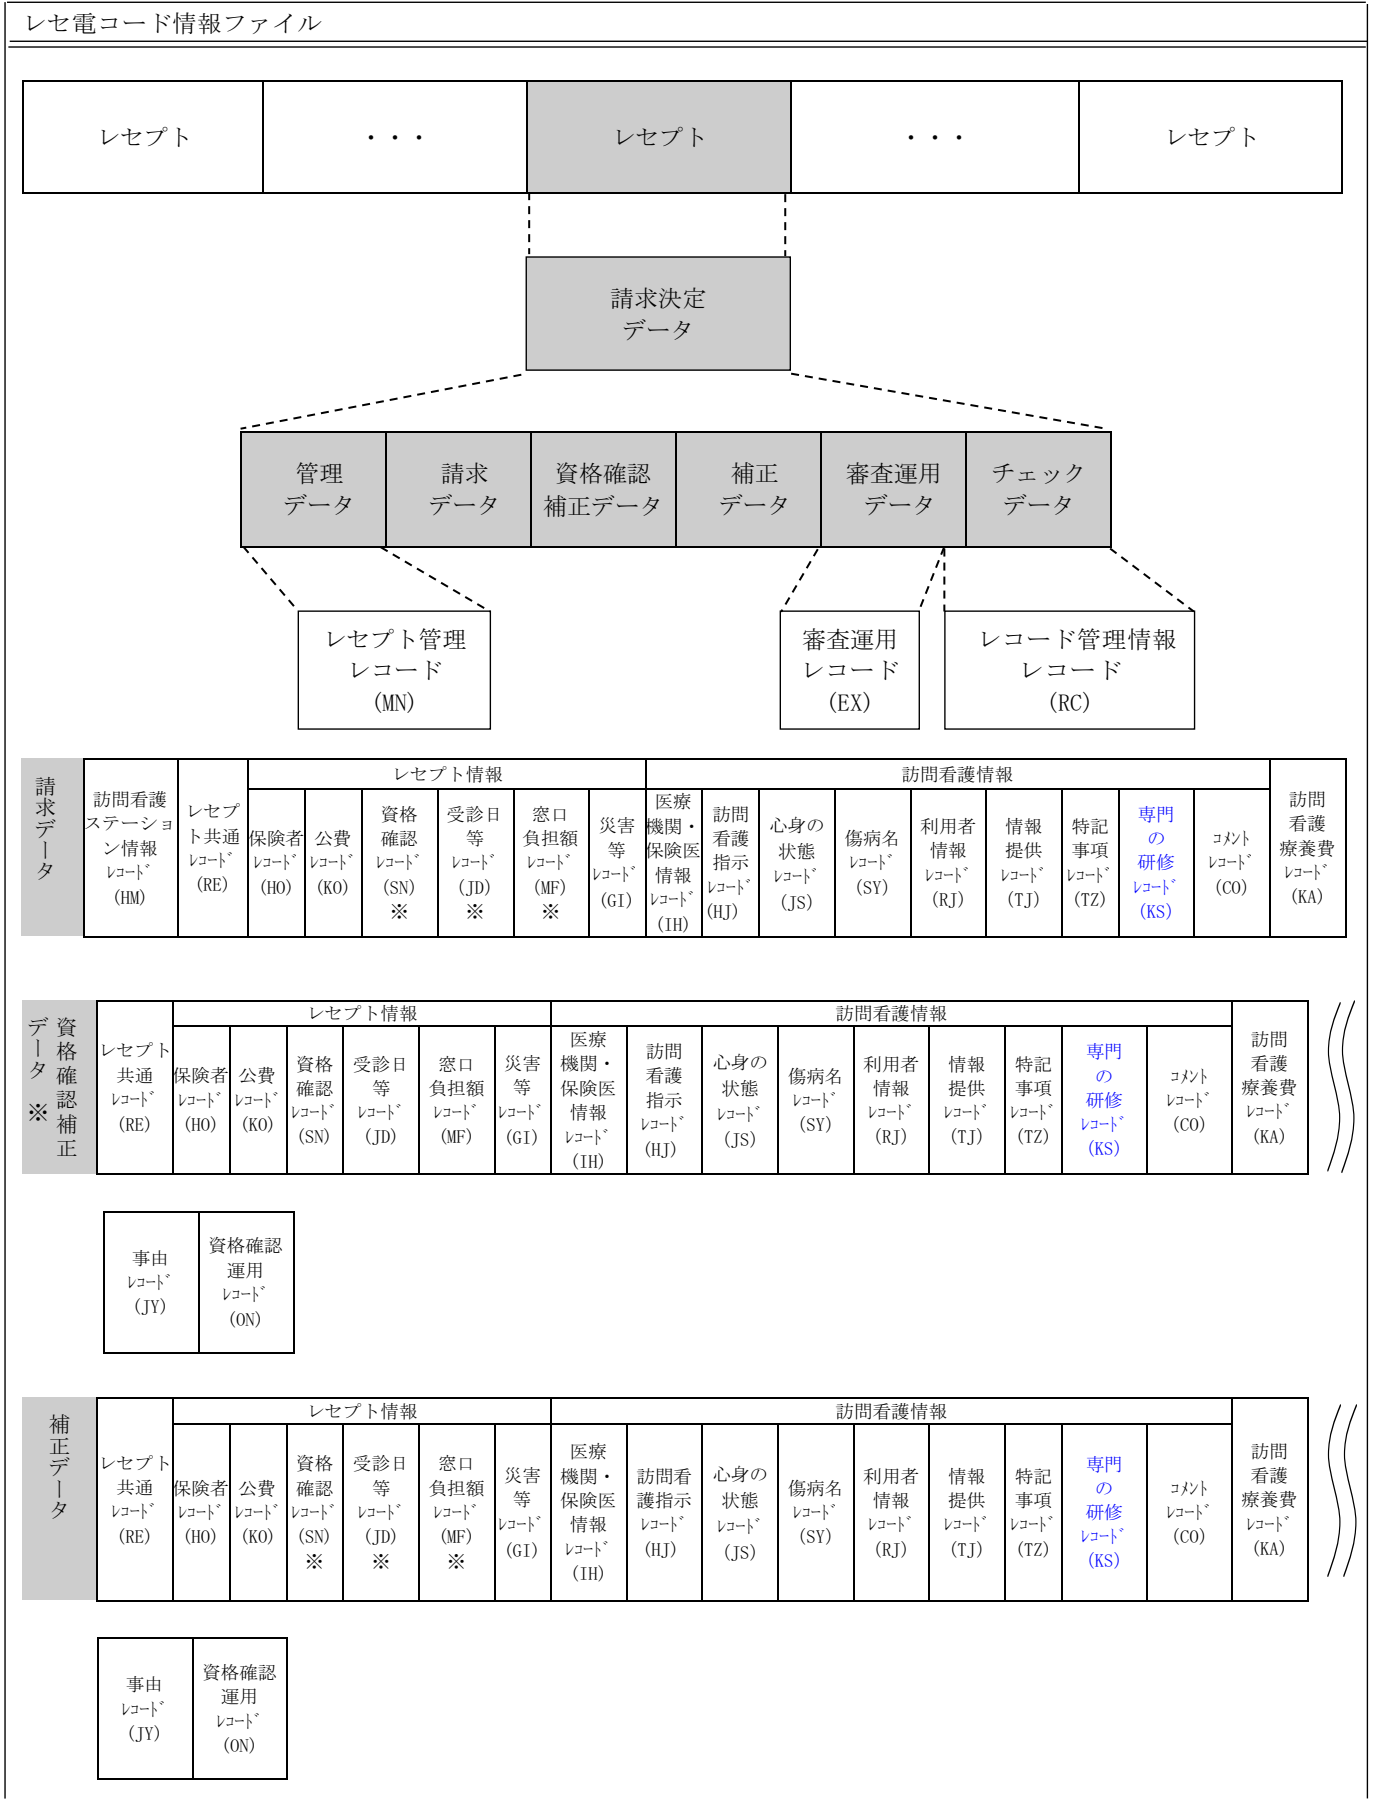 レセ電コード情報ファイル
レセプト
・・・
レセプト
・・・
レセプト
請求決定
データ
管理
データ
請求
データ
資格確認
補正データ
補正
データ
審査運用
データ
チェック
データ
レセプト管理
レコード
(MN)
審査運用
レコード
(EX)
レコード管理情報
レコード
(RC)
請求データ
訪問看護
ステーショ
ン情報
ﾚｺｰﾄﾞ
(HM)
レセプ
ト共通
ﾚｺｰﾄﾞ
(RE)
レセプト情報
保険者
ﾚｺｰﾄﾞ
(HO)
公費
ﾚｺｰﾄﾞ
(KO)
資格
確認
ﾚｺｰﾄﾞ
(SN)
※
受診日
等
ﾚｺｰﾄﾞ
(JD)
※
窓口
負担額
ﾚｺｰﾄﾞ
(MF)
※
災害
等
ﾚｺｰﾄﾞ
(GI)
訪問看護情報
医療
機関・
保険医
情報
ﾚｺｰﾄﾞ
(IH)
訪問
看護
指示
ﾚｺｰﾄﾞ
(HJ)
心身の
状態
ﾚｺｰﾄﾞ
(JS)
傷病名
ﾚｺｰﾄﾞ
(SY)
利用者
情報
ﾚｺｰﾄﾞ
(RJ)
情報
提供
ﾚｺｰﾄﾞ
(TJ)
特記
事項
ﾚｺｰﾄﾞ
(TZ)
専門
の
研修
ﾚｺｰﾄﾞ
(KS)
ｺﾒﾝﾄ
ﾚｺｰﾄﾞ
(CO)
訪問
看護
療養費
ﾚｺｰﾄﾞ
(KA)
資格確認補正
データ ※
レセプト
共通
ﾚｺｰﾄﾞ
(RE)
レセプト情報
保険者
ﾚｺｰﾄﾞ
(HO)
公費
ﾚｺｰﾄﾞ
(KO)
資格
確認
ﾚｺｰﾄﾞ
(SN)
受診日
等
ﾚｺｰﾄﾞ
(JD)
窓口
負担額
ﾚｺｰﾄﾞ
(MF)
災害
等
ﾚｺｰﾄﾞ
(GI)
訪問看護情報
医療
機関・
保険医
情報
ﾚｺｰﾄﾞ
(IH)
訪問
看護
指示
ﾚｺｰﾄﾞ
(HJ)
心身の
状態
ﾚｺｰﾄﾞ
(JS)
傷病名
ﾚｺｰﾄﾞ
(SY)
利用者
情報
ﾚｺｰﾄﾞ
(RJ)
情報
提供
ﾚｺｰﾄﾞ
(TJ)
特記
事項
ﾚｺｰﾄﾞ
(TZ)
専門
の
研修
ﾚｺｰﾄﾞ
(KS)
ｺﾒﾝﾄ
ﾚｺｰﾄﾞ
(CO)
訪問
看護
療養費
ﾚｺｰﾄﾞ
(KA)
事由
ﾚｺｰﾄﾞ
(JY)
資格確認
運用
ﾚｺｰﾄﾞ
(ON)
補正データ
レセプト
共通
ﾚｺｰﾄﾞ
(RE)
レセプト情報
保険者
ﾚｺｰﾄﾞ
(HO)
公費
ﾚｺｰﾄﾞ
(KO)
資格
確認
ﾚｺｰﾄﾞ
(SN)
※
受診日
等
ﾚｺｰﾄﾞ
(JD)
※
窓口
負担額
ﾚｺｰﾄﾞ
(MF)
※
災害
等
ﾚｺｰﾄﾞ
(GI)
訪問看護情報
医療
機関・
保険医
情報
ﾚｺｰﾄﾞ
(IH)
訪問看
護指示
ﾚｺｰﾄﾞ
(HJ)
心身の
状態
ﾚｺｰﾄﾞ
(JS)
傷病名
ﾚｺｰﾄﾞ
(SY)
利用者
情報
ﾚｺｰﾄﾞ
(RJ)
情報
提供
ﾚｺｰﾄﾞ
(TJ)
特記
事項
ﾚｺｰﾄﾞ
(TZ)
専門
の
研修
ﾚｺｰﾄﾞ
(KS)
ｺﾒﾝﾄ
ﾚｺｰﾄﾞ
(CO)
訪問
看護
療養費
ﾚｺｰﾄﾞ
(KA)
事由
ﾚｺｰﾄﾞ
(JY)
資格確認
運用
ﾚｺｰﾄﾞ
(ON)